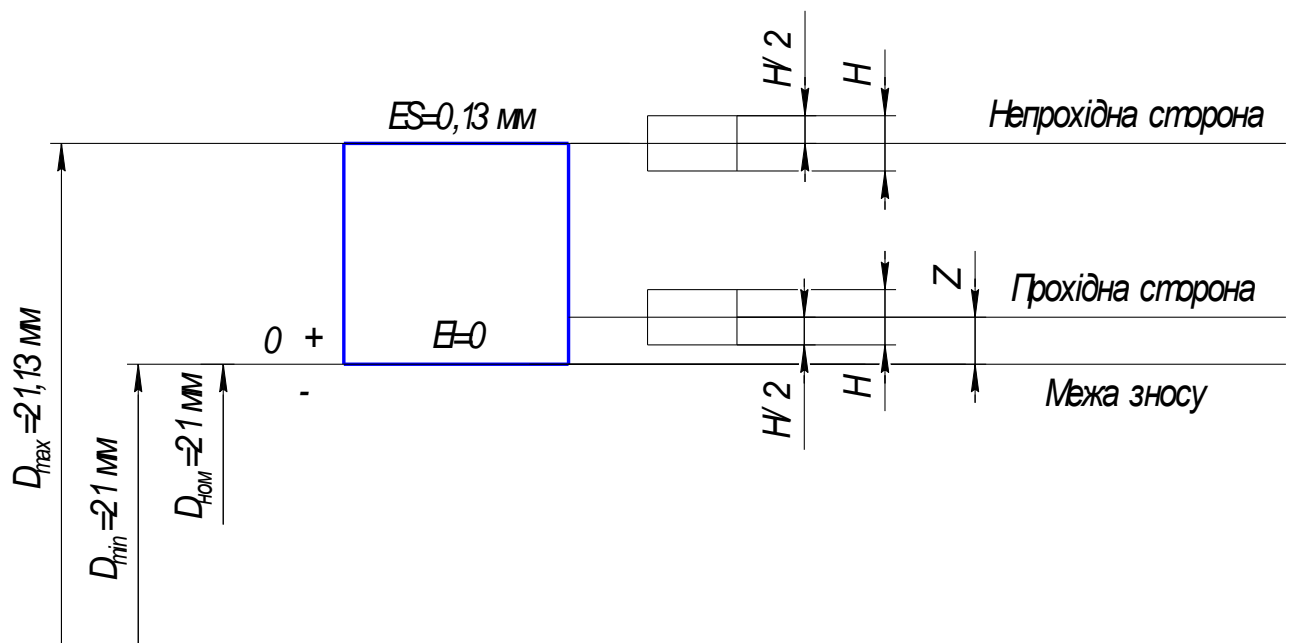 H/2
H
ES=0,13 мм
Непрохідна сторона
Z
Прохідна сторона
0 +
EI=0
-
Межа зносу
H/2
H
Dmax=21,13 мм
Dmin=21 мм
Dном=21 мм